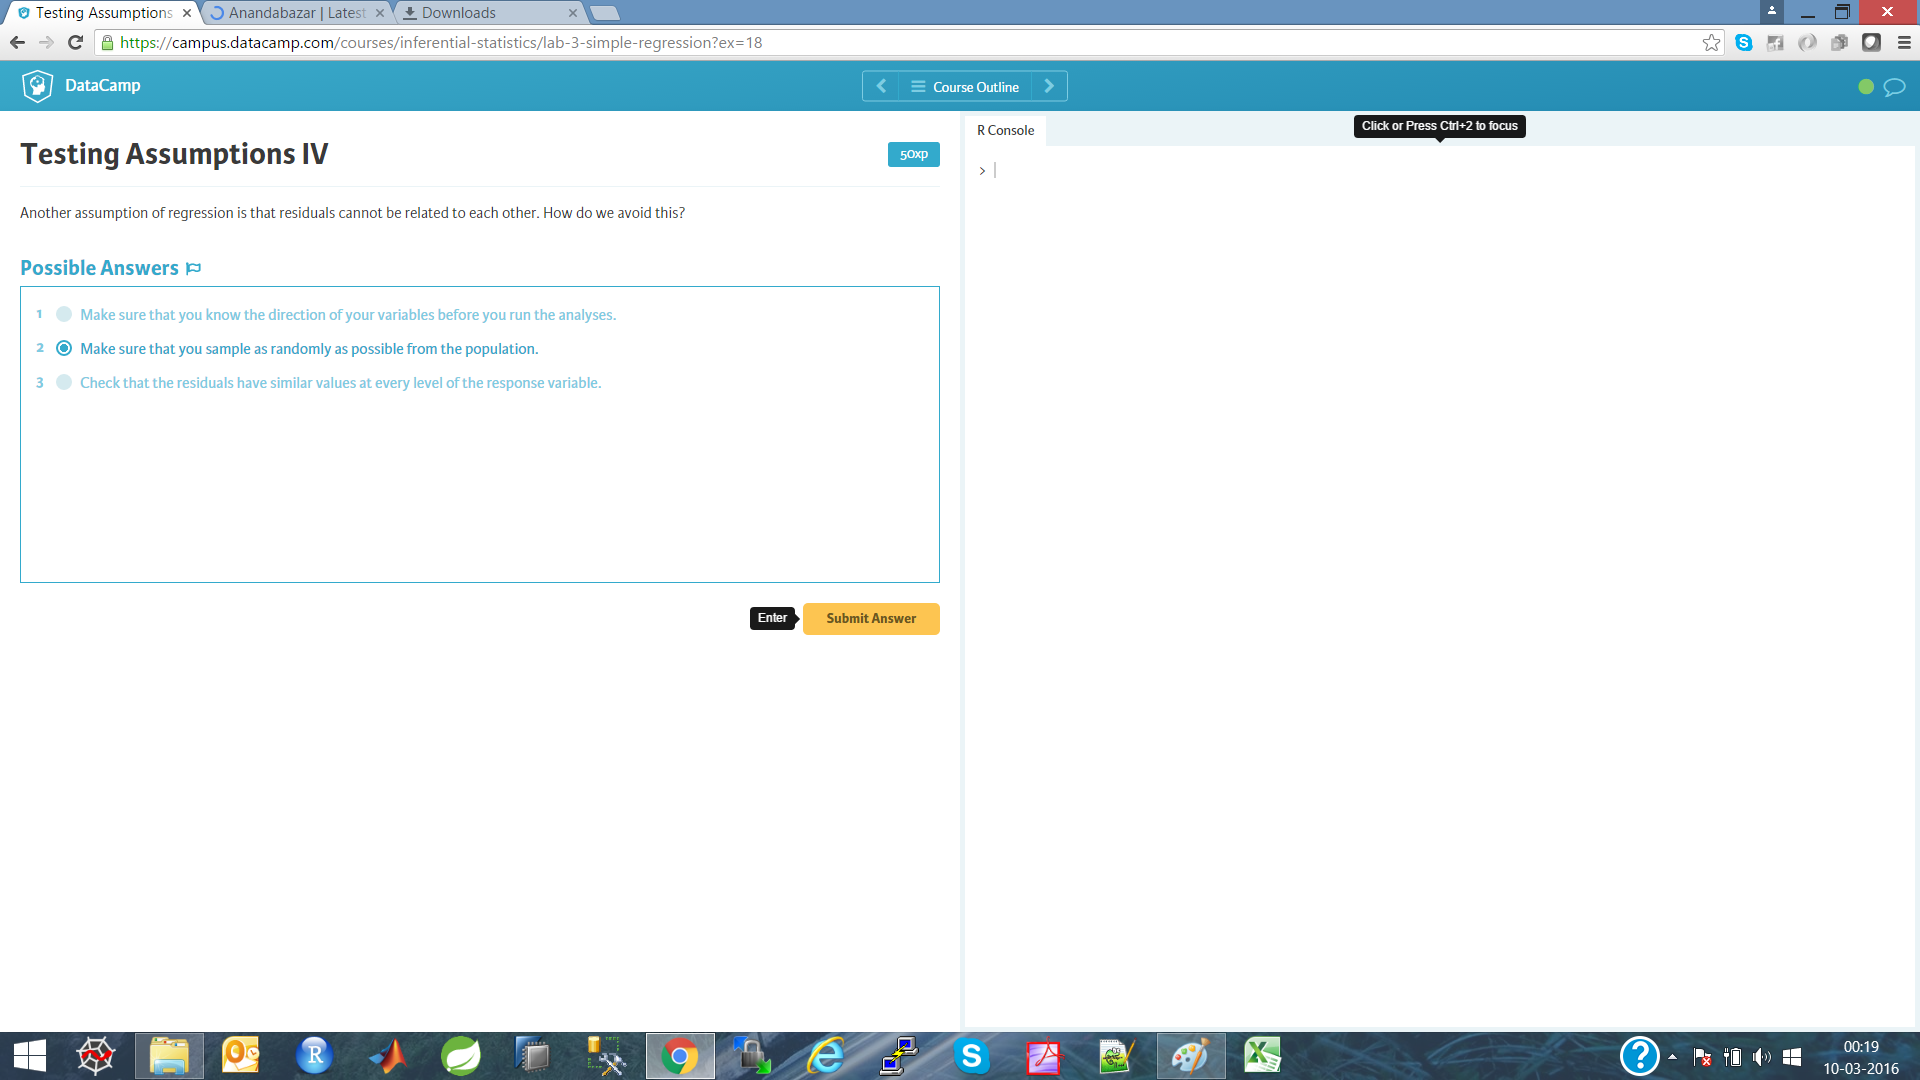 Testing Assumptions
Anandabazar | Latest
Downloads
https://campus.datacamp.com/courses/inferential-statistics/lab-3-simple-regression?ex=18
DataCamp
Course Outline
Testing Assumptions IV
50xp
Another assumption of regression is that residuals cannot be related to each other. How do we avoid this?
Possible Answers
1 Make sure that you know the direction of your variables before you run the analyses.
2 Make sure that you sample as randomly as possible from the population.
3 Check that the residuals have similar values at every level of the response variable.
Enter
Submit Answer
R Console
Click or Press Ctrl+2 to focus
>
00:19
10-03-2016